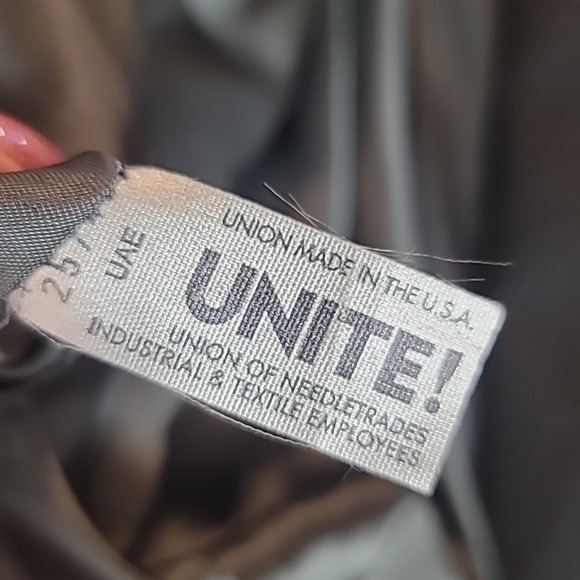 UNION MADE IN THE U.S.A.
UNITE!
UNION OF NEEDLETRADES
INDUSTRIAL & TEXTILE EMPLOYEES
UAE